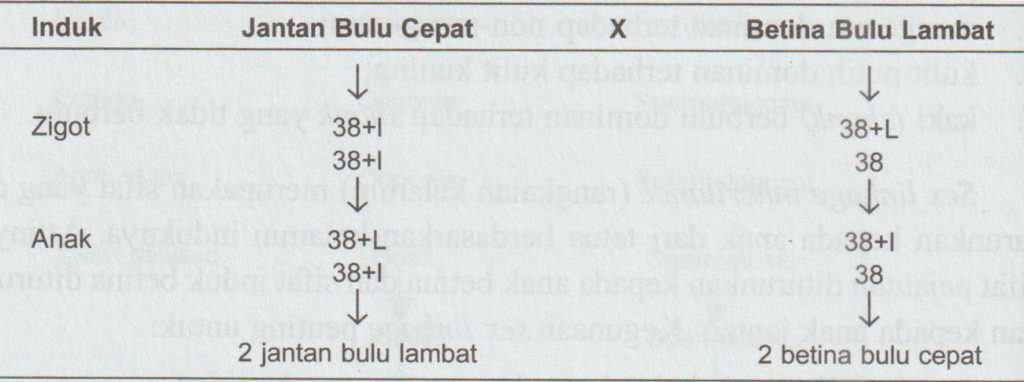 Induk Jantan Bulu Cepat X Betina Bulu Lambat
Zigot 38+l 38+L
38+l 38
Anak 38+L 38+l
38+l 38
2 jantan bulu lambat 2 betina bulu cepat